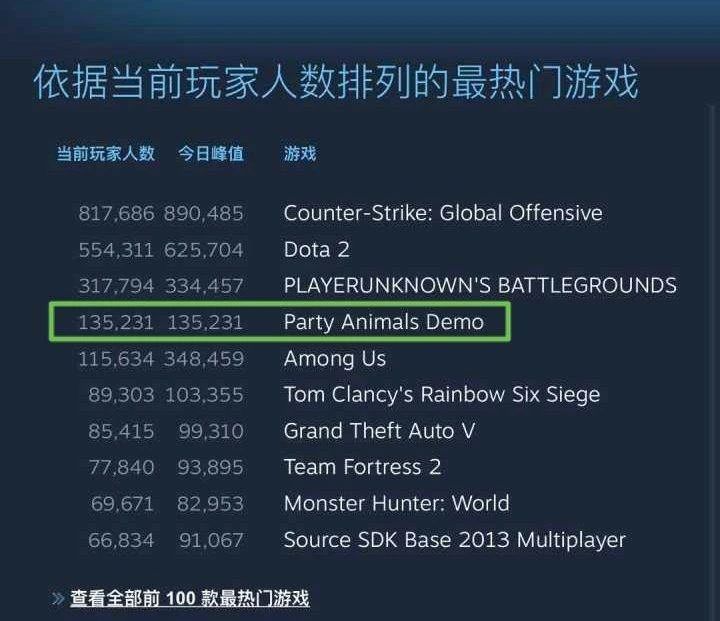 依据当前玩家人数排列的最热门游戏
当前玩家人数 今日峰值 游戏
817,686 890,485 Counter-Strike: Global Offensive
554,311 625,704 Dota 2
317,794 334,457 PLAYERUNKNOWN'S BATTLEGROUNDS
135,231 135,231 Party Animals Demo
115,634 348,459 Among Us
89,303 103,355 Tom Clancy's Rainbow Six Siege
85,415 99,310 Grand Theft Auto V
77,840 93,895 Team Fortress 2
69,671 82,953 Monster Hunter: World
66,834 91,067 Source SDK Base 2013 Multiplayer
» 查看全部前 100 款最热门游戏